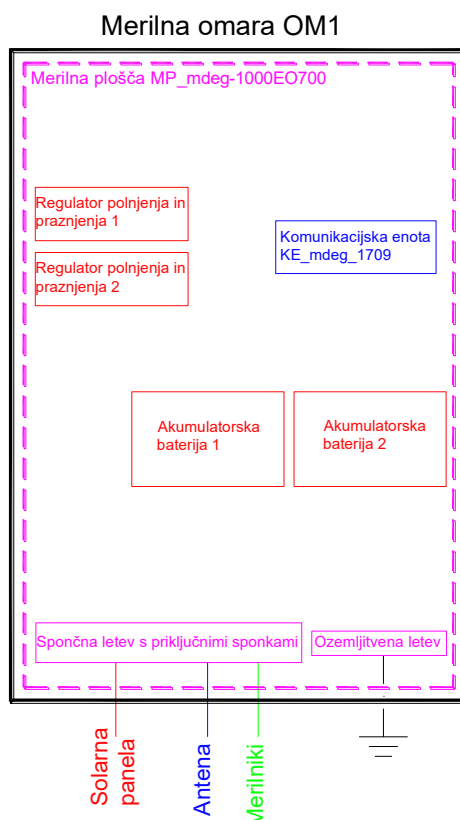 Merilna omara OM1
Merilna plošča MP_mdeg-1000EO700
Regulator polnjenja in
praznjenja 1
Komunikacijska enota
KE_mdeg_1709
Regulator polnjenja in
praznjenja 2
Akumulatorska
baterija 1
Akumulatorska
baterija 2
Spončna letev s priključnimi sponkami
Ozemljitvena letev
Solarna
panela
Antena
Merilniki